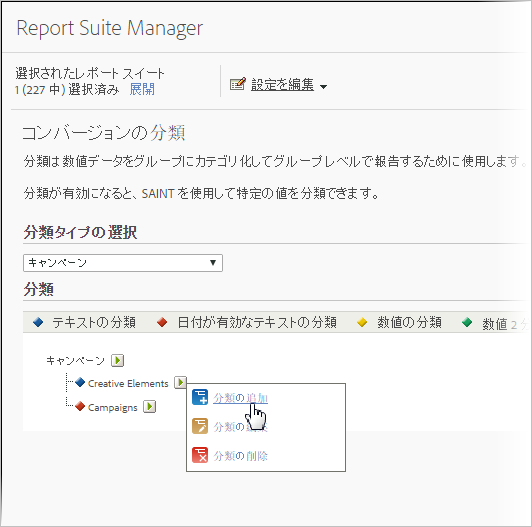 Report Suite Manager
選択されたレポート スイート
1 (227 中) 選択済み 展開
設定を編集
コンバージョンの分類
分類は数値データをグループにカテゴリ化してグループ レベルで報告するために使用します。
分類が有効になると、SAINT を使用して特定の値を分類できます。
分類タイプの選択
キャンペーン
分類
テキストの分類 日付が有効なテキストの分類 数値の分類 数値 2
キャンペーン
Creative Elements
Campaigns
分類の追加
分類の
分類の削除